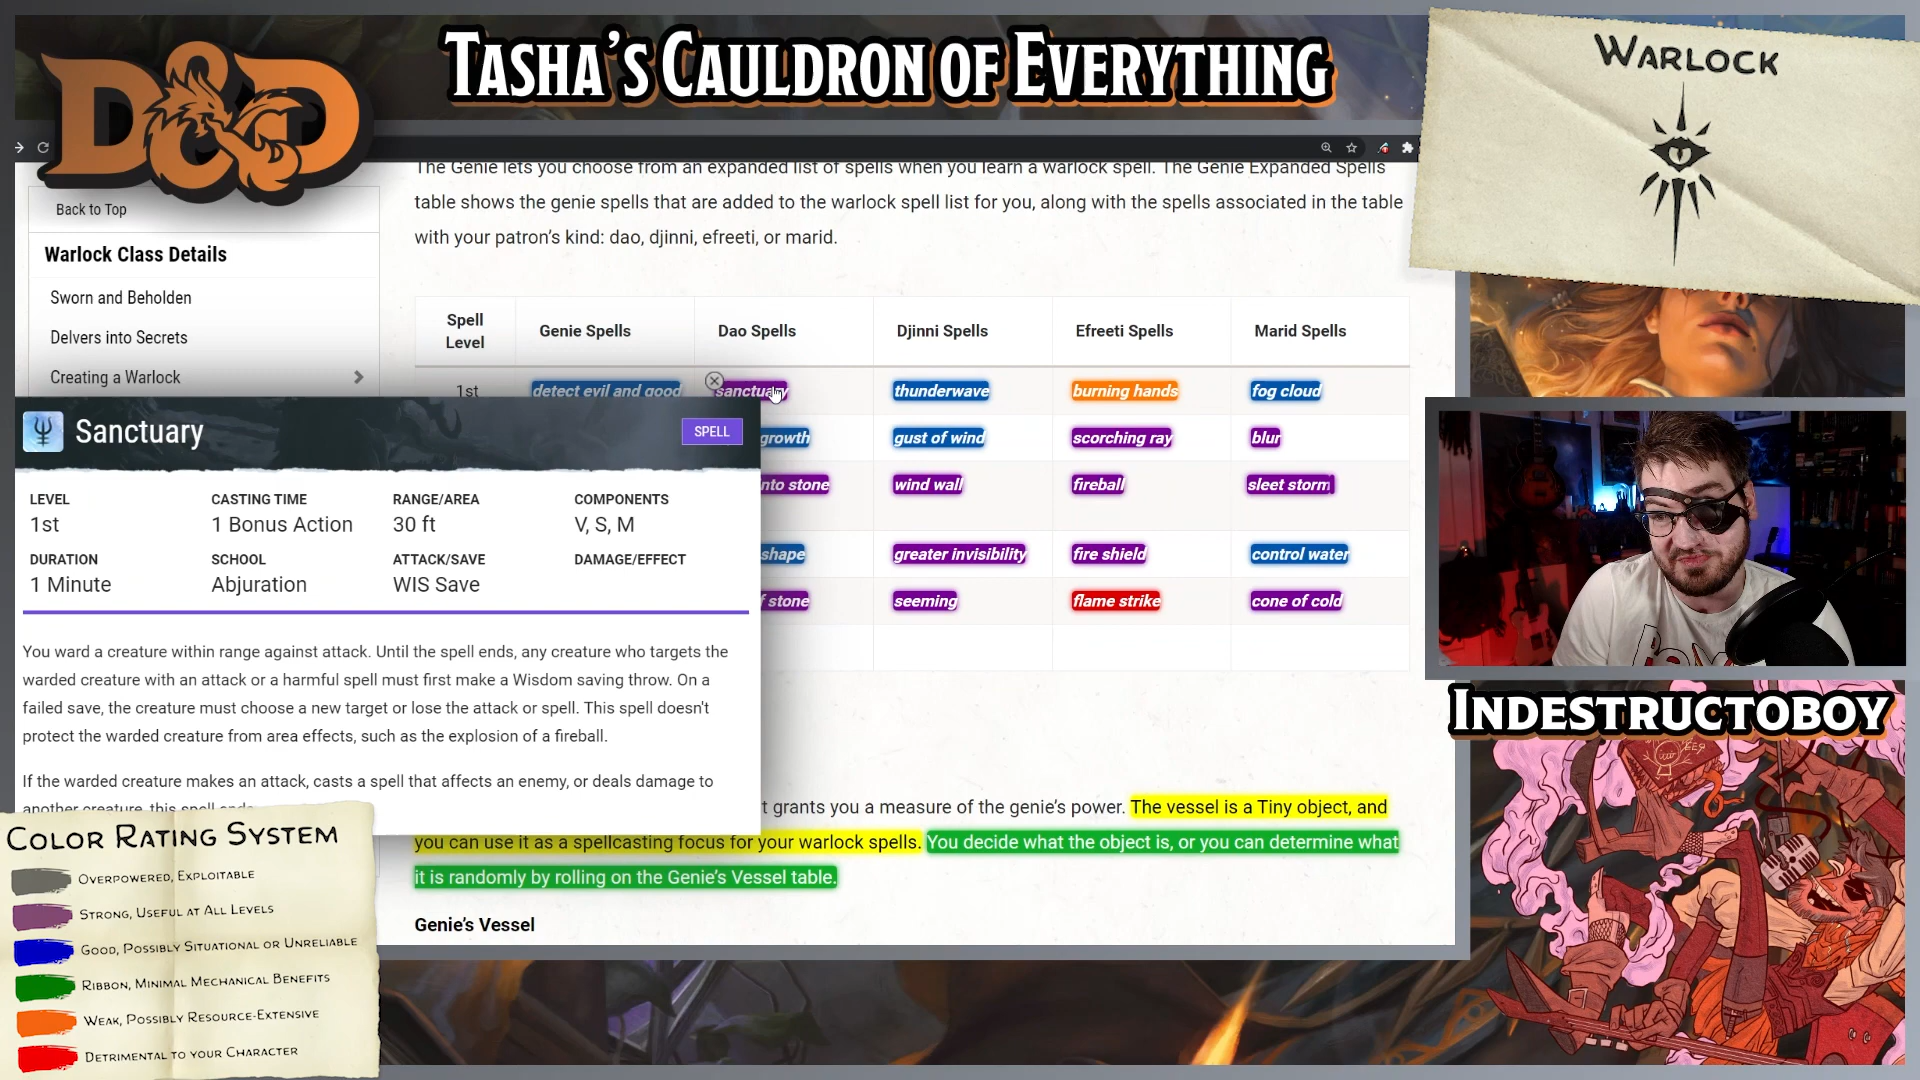 D&D
TASHA'S CAULDRON OF EVERYTHING
WARLOCK
The Genie lets you choose from an expanded list of spells when you learn a warlock spell. The Genie Expanded Spells
table shows the genie spells that are added to the warlock spell list for you, along with the spells associated in the table
with your patron's kind: dao, djinni, efreeti, or marid.
Back to Top
Warlock Class Details
Sworn and Beholden
Delvers into Secrets
Creating a Warlock
Spell Level Genie Spells Dao Spells Djinni Spells Efreeti Spells Marid Spells
1st detect evil and good sanctuary thunderwave burning hands fog cloud
growth gust of wind scorching ray blur
nto stone wind wall fireball sleet storm
shape greater invisibility fire shield control water
f stone seeming flame strike cone of cold
Sanctuary
SPELL
LEVEL CASTING TIME RANGE/AREA COMPONENTS
1st 1 Bonus Action 30 ft V, S, M
DURATION SCHOOL ATTACK/SAVE DAMAGE/EFFECT
1 Minute Abjuration WIS Save
You ward a creature within range against attack. Until the spell ends, any creature who targets the
warded creature with an attack or a harmful spell must first make a Wisdom saving throw. On a
failed save, the creature must choose a new target or lose the attack or spell. This spell doesn't
protect the warded creature from area effects, such as the explosion of a fireball.
If the warded creature makes an attack, casts a spell that affects an enemy, or deals damage to
another creature, this spell ends.
t grants you a measure of the genie's power. The vessel is a Tiny object, and
you can use it as a spellcasting focus for your warlock spells. You decide what the object is, or you can determine what
it is randomly by rolling on the Genie's Vessel table.
Genie's Vessel
INDESTRUCTOBOY
COLOR RATING SYSTEM
OVERPOWERED, EXPLOITABLE
STRONG, USEFUL AT ALL LEVELS
GOOD, POSSIBLY SITUATIONAL OR UNRELIABLE
RIBBON, MINIMAL MECHANICAL BENEFITS
WEAK, POSSIBLY RESOURCE-EXTENSIVE
DETRIMENTAL TO YOUR CHARACTER